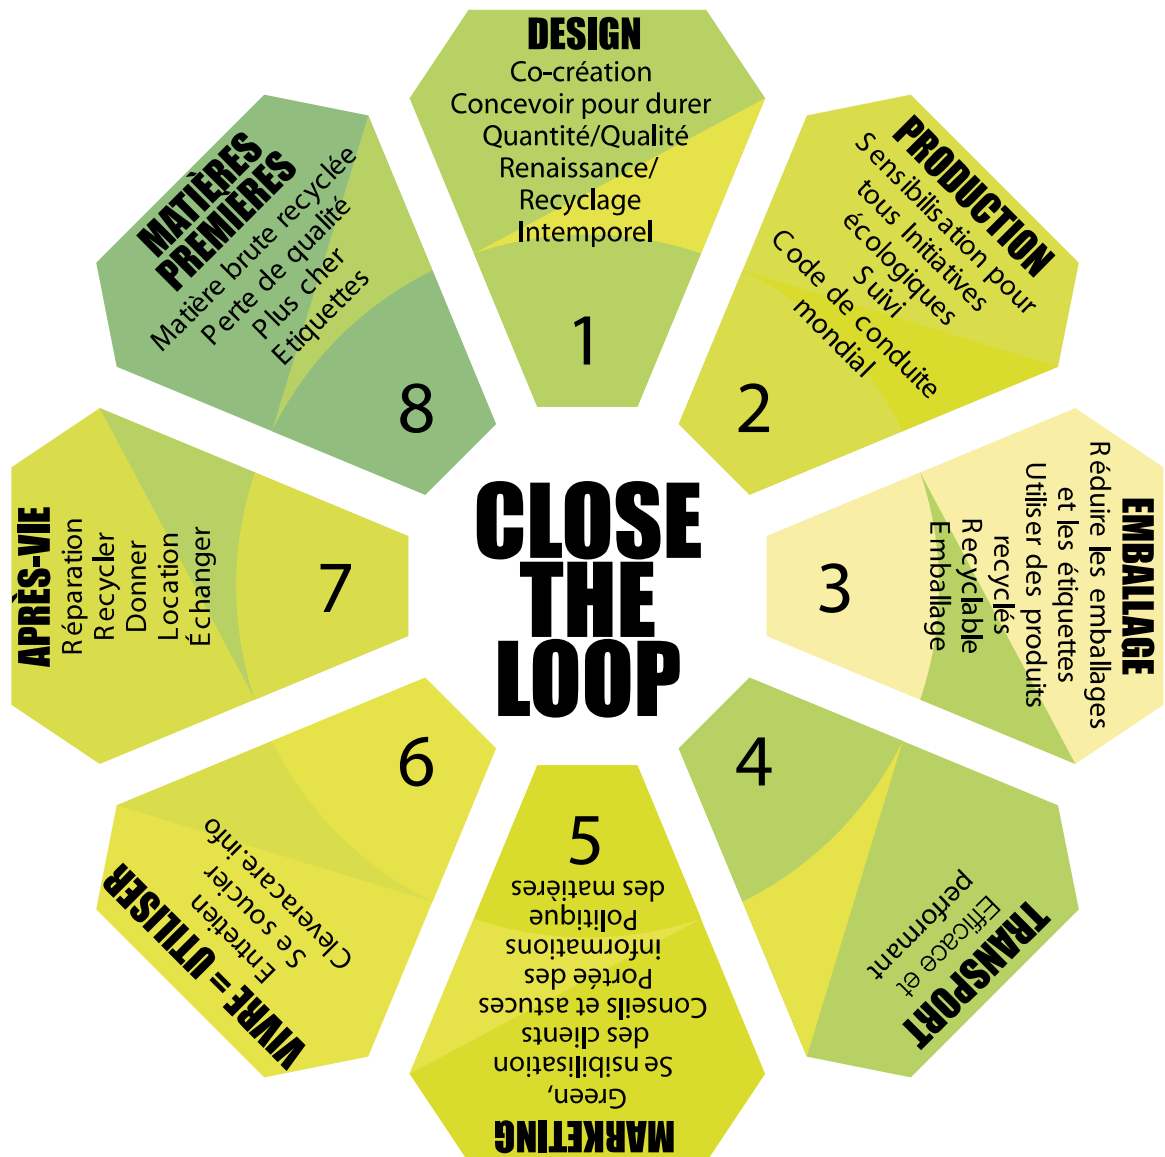 DESIGN
Co-création
Concevoir pour durer
Quantité/Qualité
Renaissance/
Recyclage
Intemporel
1
PRODUCTION
Sensibilisation pour
tous Initiatives
écologiques
Suivi
Code de conduite
mondial
2
EMBALLAGE
Réduire les emballages
et les étiquettes
Utiliser des produits
recyclés
Recyclable
Emballage
3
TRANSPORT
Efficace et
performant
4
MARKETING
Green,
Sensibilisation
des clients
Conseils et astuces
Portée des
informations
Politique
des matières
5
VIVRE = UTILISER
Entretien
Se soucier
Cleveracare.info
6
APRÈS-VIE
Réparation
Recycler
Donner
Location
Échanger
7
MATIÈRES
PREMIÈRES
Matière brute recyclée
Perte de qualité
Plus cher
Etiquettes
8
CLOSE
THE
LOOP